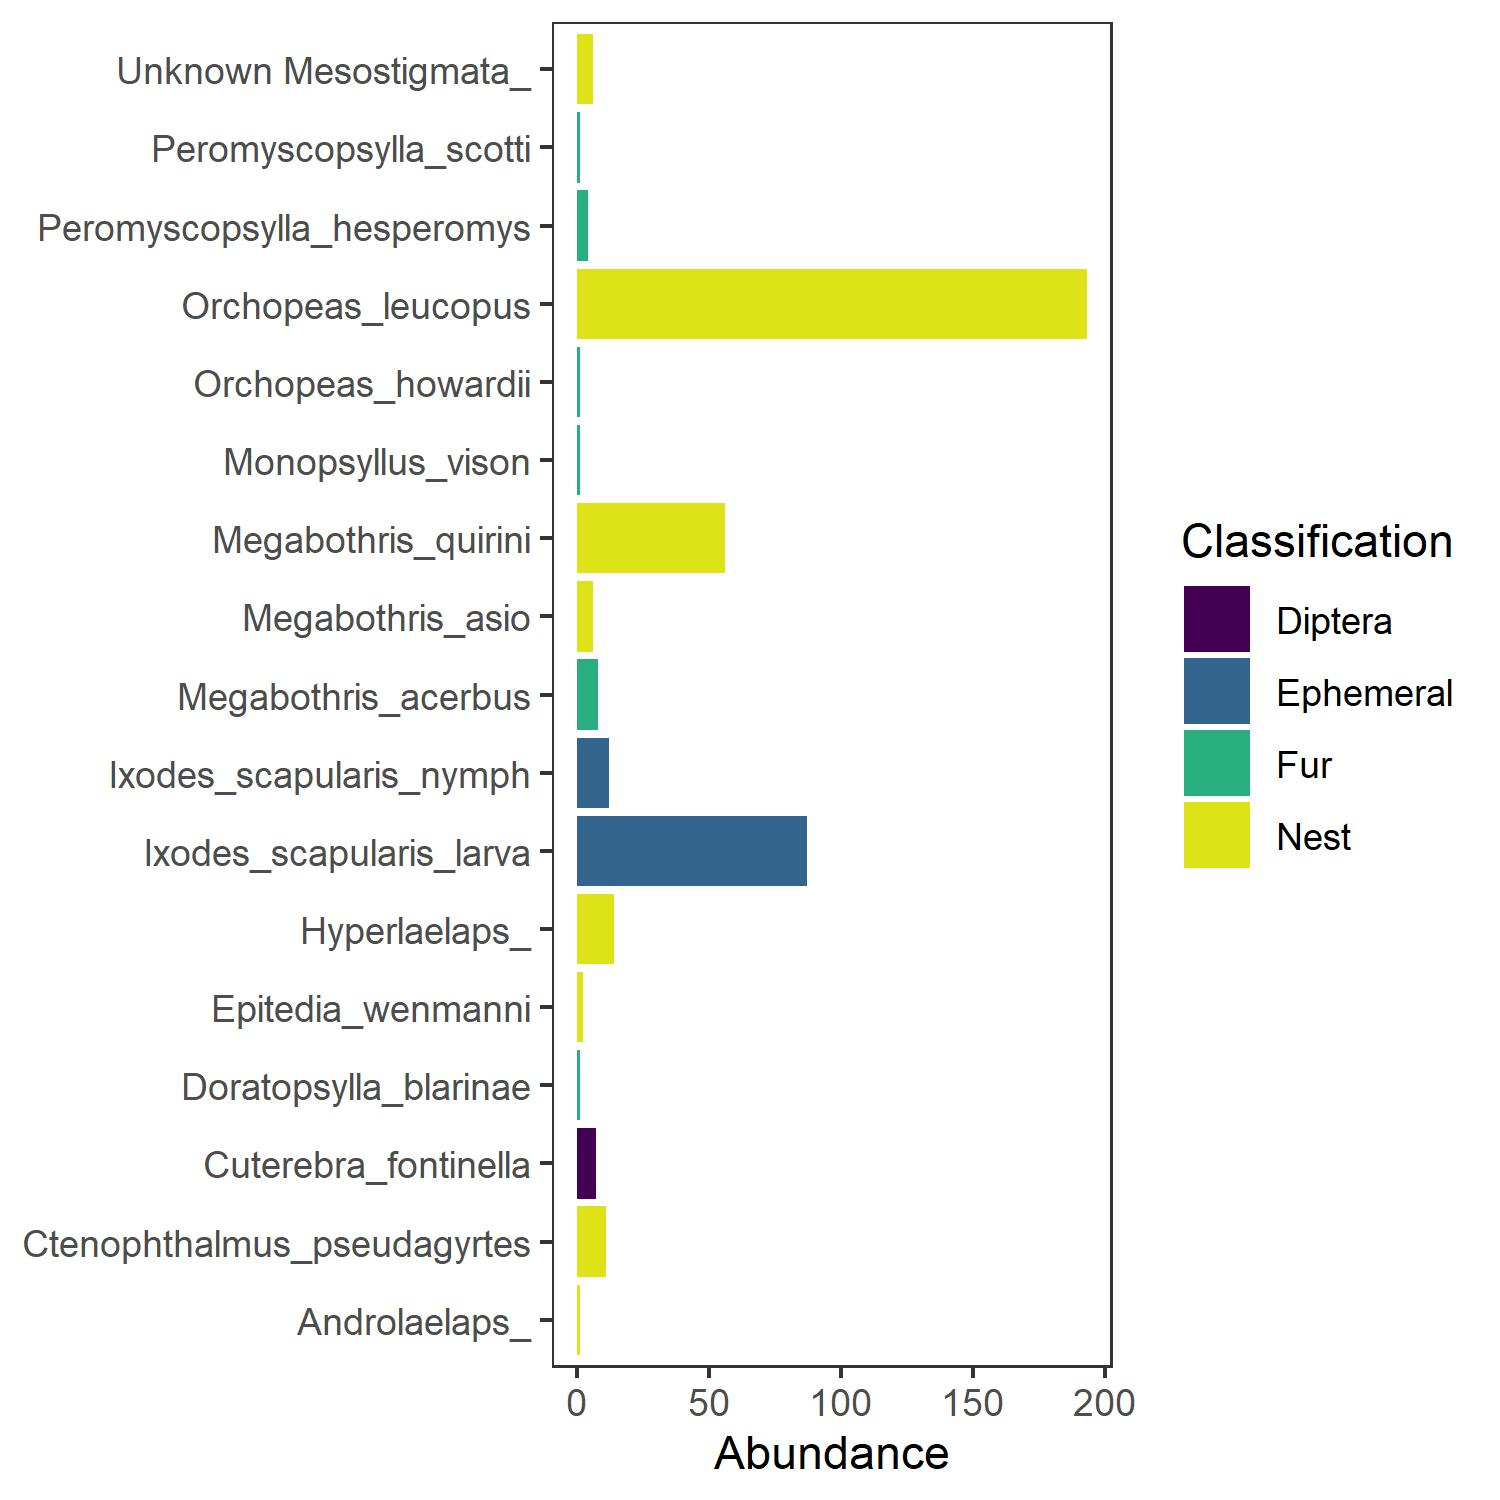 Unknown Mesostigmata_
Peromyscopsylla_scotti
Peromyscopsylla_hesperomys
Orchopeas_leucopus
Orchopeas_howardii
Monopsyllus_vison
Megabothris_quirini
Megabothris_asio
Megabothris_acerbus
Ixodes_scapularis_nymph
Ixodes_scapularis_larva
Hyperlaelaps_
Epitedia_wenmanni
Doratopsylla_blarinae
Cuterebra_fontinella
Ctenophthalmus_pseudagyrtes
Androlaelaps_
0 50 100 150 200
Abundance
Classification
Diptera
Ephemeral
Fur
Nest